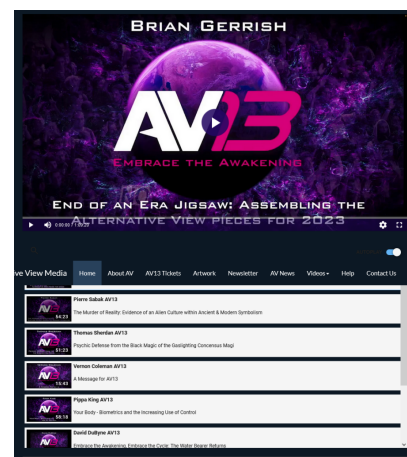 BRIAN GERRISH
AV13
EMBRACE THE AWAKENING
END OF AN ERA JIGSAW: ASSEMBLING THE
ALTERNATIVE VIEW PIECES FOR 2023
0:00:00 / 1:09:20
ve View Media Home About AV AV13 Tickets Artwork Newsletter AV News Videos Help Contact Us
Pierre Sabak AV13
54:23
The Murder of Reality: Evidence of an Alien Culture within Ancient & Modern Symbolism
Thomas Sheridan AV13
51:23
Psychic Defense from the Black Magic of the Gaslighting Concensus Magi
Vernon Coleman AV13
15:43
A Message for AV13
Pippa King AV13
58:18
Your Body - Biometrics and the Increasing Use of Control
David DuByne AV13
Embrace the Awakening, Embrace the Cycle: The Water Bearer Returns